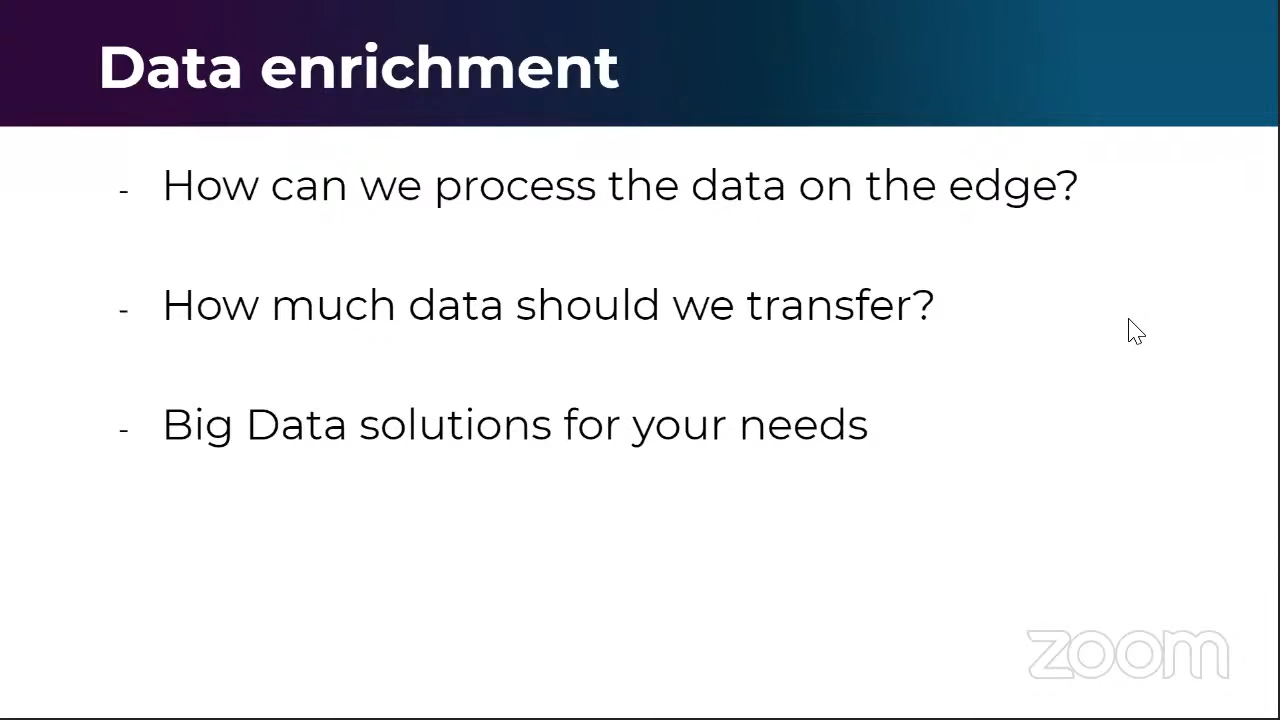 Data enrichment
- How can we process the data on the edge?
- How much data should we transfer?
- Big Data solutions for your needs
zoom